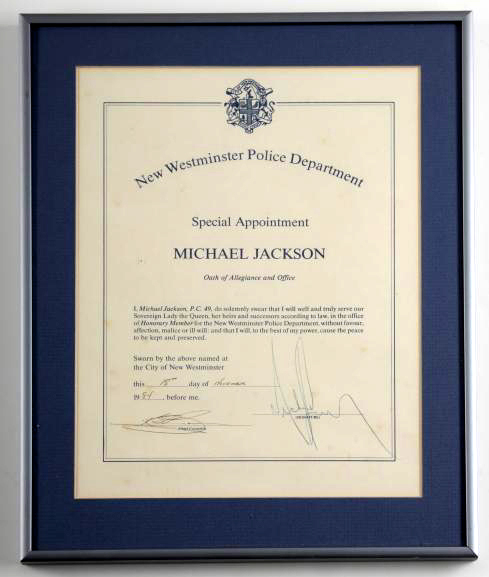 New Westminster Police Department
Special Appointment
MICHAEL JACKSON
Oath of Allegiance and Office
I, Michael Jackson, P.C. 49, do solemnly swear that I will well and truly serve our
Sovereign Lady the Queen, her heirs and successors according to law, in the office
of Honorary Member for the New Westminster Police Department, without favour,
affection, malice or ill will: and that I will, to the best of my power, cause the peace
to be kept and preserved.
Sworn by the above named at
the City of New Westminster
this 18th day of
1984, before me.